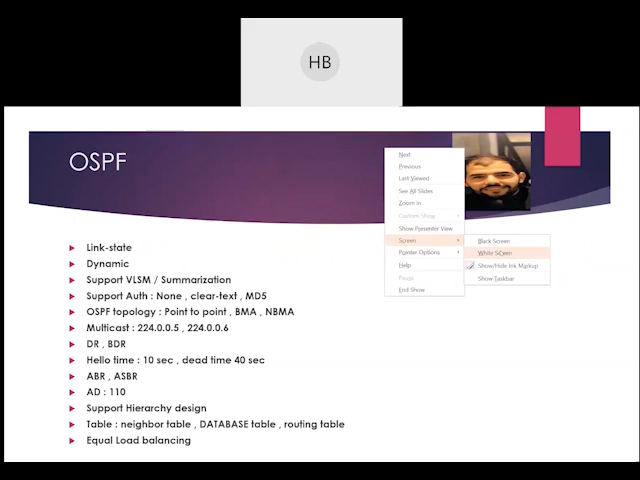 HB
OSPF
Link-state
Dynamic
Support VLSM / Summarization
Support Auth : None , clear-text , MD5
OSPF topology : Point to point , BMA , NBMA
Multicast : 224.0.0.5 , 224.0.0.6
DR , BDR
Hello time : 10 sec , dead time 40 sec
ABR , ASBR
AD : 110
Support Hierarchy design
Table : neighbor table , DATABASE table , routing table
Equal Load balancing
Next
Previous
Last Viewed
See All Slides
Zoom In
Custom Show
Show Presenter View
Screen
Pointer Options
Help
Pause
End Show
Black Screen
White Screen
Show/Hide Ink Markup
Show Taskbar